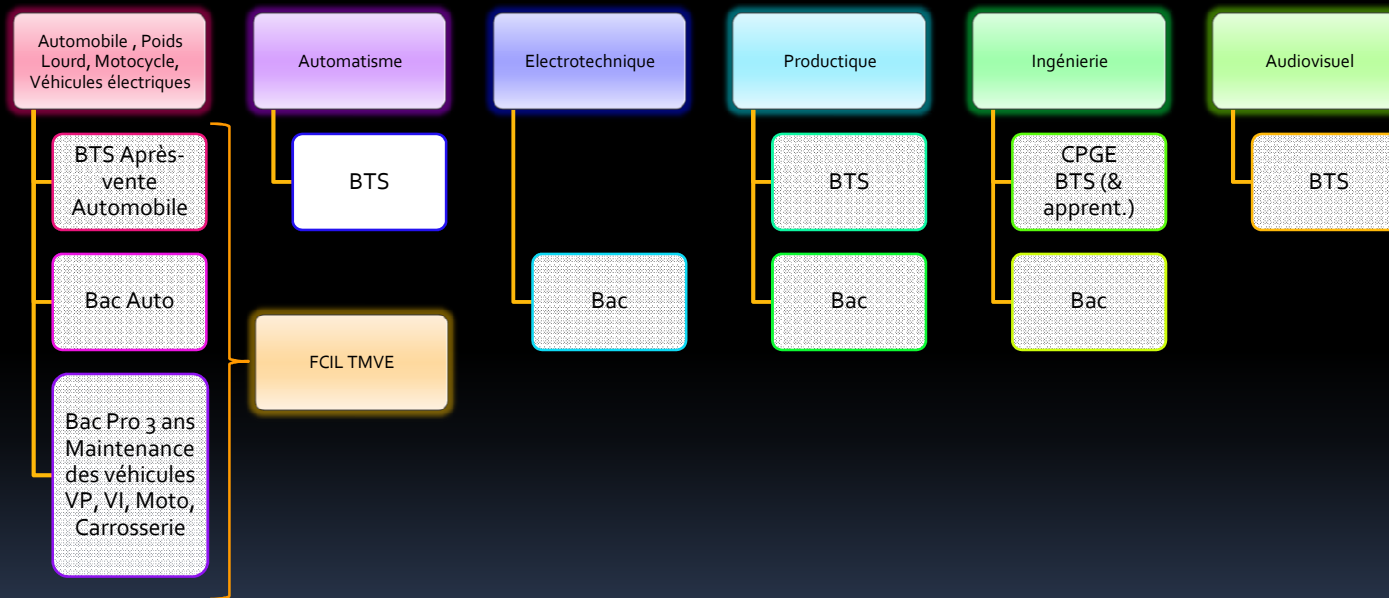 Automobile , Poids
Lourd, Motocycle,
Véhicules électriques
Automatisme
Electrotechnique
Productique
Ingénierie
Audiovisuel
BTS Après-
vente
Automobile
BTS
BTS
CPGE
BTS (&
apprent.)
BTS
Bac Auto
Bac
Bac
Bac
FCIL TMVE
Bac Pro 3 ans
Maintenance
des véhicules
VP, VI, Moto,
Carrosserie